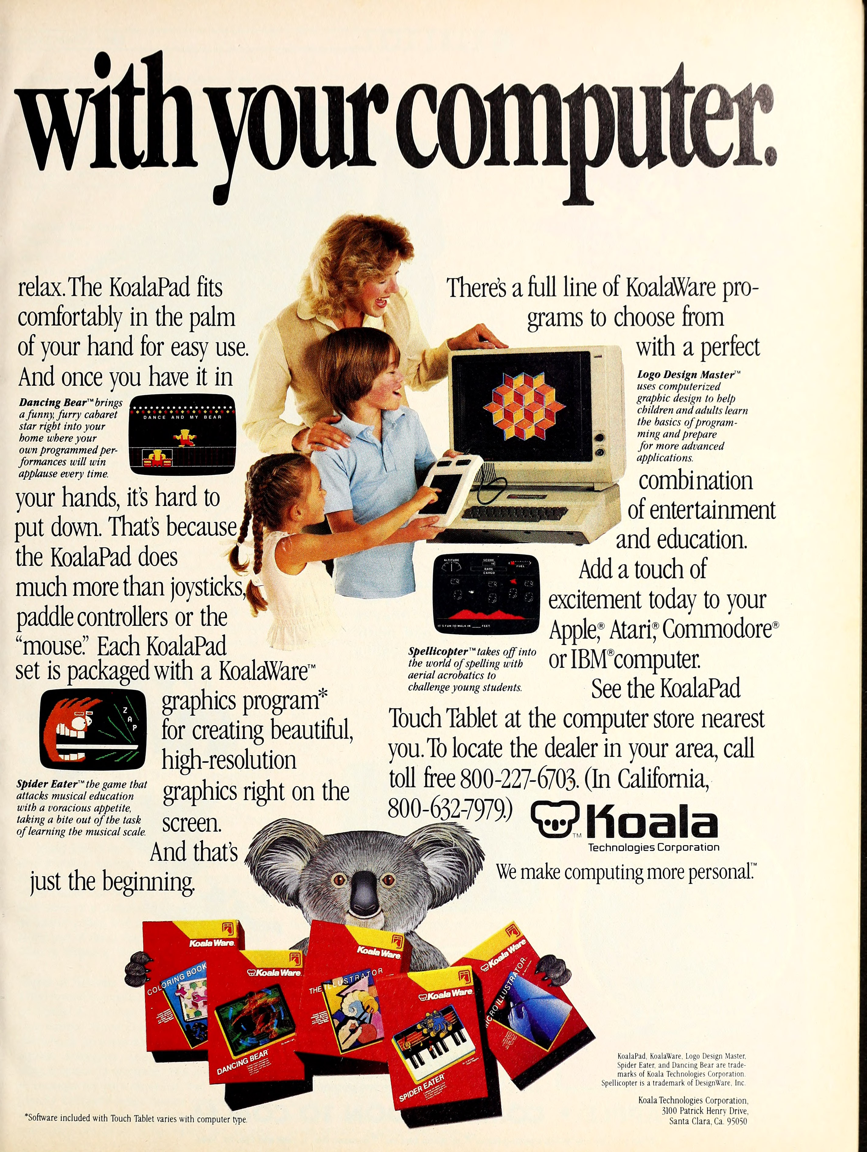 with your computer.
relax. The KoalaPad fits
comfortably in the palm
of your hand for easy use.
And once you have it in
Dancing Bear™ brings
a funny, furry cabaret
star right into your
home where your
own programmed per-
formances will win
applause every time.
DANCE AND MY BEAR
your hands, it's hard to
put down. That's because
the KoalaPad does
much more than joysticks,
paddle controllers or the
“mouse.” Each KoalaPad
set is packaged with a KoalaWare™
graphics program*
for creating beautiful,
high-resolution
graphics right on the
screen.
And that's
just the beginning.
ZAP
Spider Eater™ the game that
attacks musical education
with a voracious appetite,
taking a bite out of the task
of learning the musical scale.
There's a full line of KoalaWare pro-
grams to choose from
with a perfect
Logo Design Master™
uses computerized
graphic design to help
children and adults learn
the basics of program-
ming and prepare
for more advanced
applications.
combination
of entertainment
and education.
Add a touch of
excitement today to your
Apple,® Atari,® Commodore®
or IBM® computer.
See the KoalaPad
Touch Tablet at the computer store nearest
you. To locate the dealer in your area, call
toll free 800-227-6703. (In California,
800-632-7979.)
Spellicopter™ takes off into
the world of spelling with
aerial acrobatics to
challenge young students.
™ Koala
Technologies Corporation
We make computing more personal.™
Koala Ware
COLORING BOOK
Koala Ware
DANCING BEAR
Koala Ware
THE ILLUSTRATOR
Koala Ware
SPIDER EATER
Koala Ware
MICRO ILLUSTRATOR
KoalaPad, KoalaWare, Logo Design Master,
Spider Eater, and Dancing Bear are trade-
marks of Koala Technologies Corporation.
Spellicopter is a trademark of DesignWare, Inc.
Koala Technologies Corporation,
3100 Patrick Henry Drive,
Santa Clara, Ca. 95050
*Software included with Touch Tablet varies with computer type.